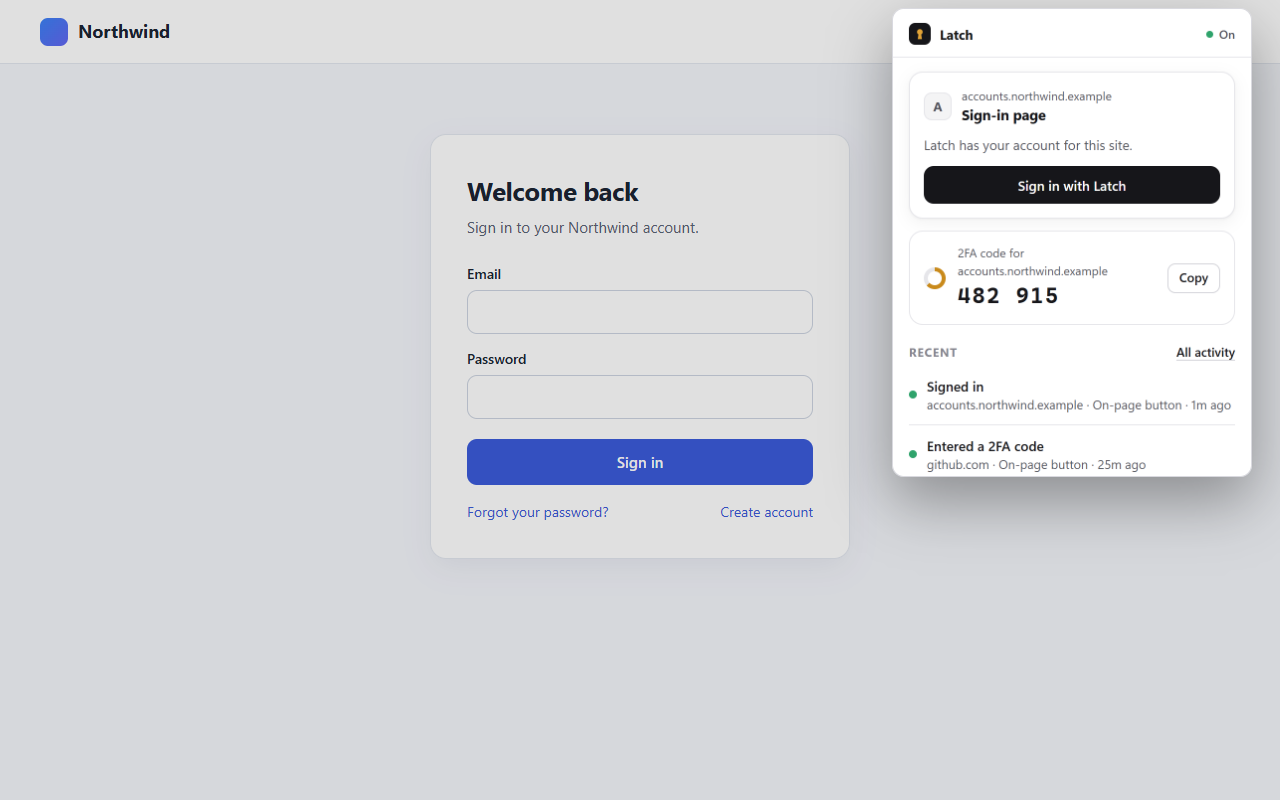 Northwind
Welcome back
Sign in to your Northwind account.
Email
Password
Sign in
Forgot your password?
Create account
Latch
On
A
accounts.northwind.example
Sign-in page
Latch has your account for this site.
Sign in with Latch
2FA code for
accounts.northwind.example
482 915
Copy
RECENT
All activity
Signed in
accounts.northwind.example · On-page button · 1m ago
Entered a 2FA code
github.com · On-page button · 25m ago